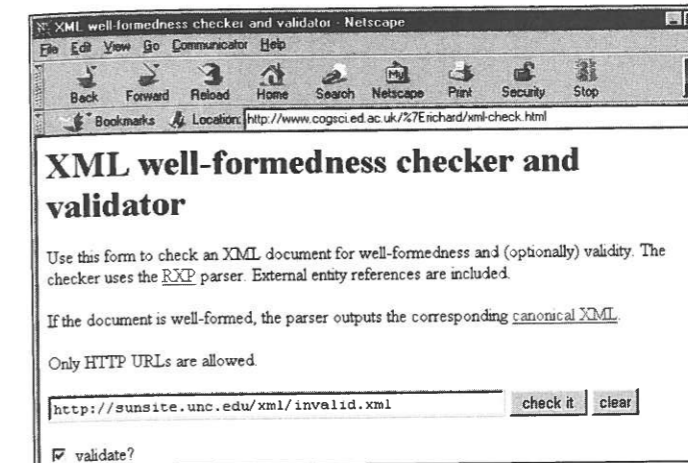 XML well-formedness checker and validator - Netscape
File Edit View Go Communicator Help
Back Forward Reload Home Search Netscape Print Security Stop
Bookmarks Location: http://www.cogsci.ed.ac.uk/%7Erichard/xml-check.html
XML well-formedness checker and
validator
Use this form to check an XML document for well-formedness and (optionally) validity. The
checker uses the RXP parser. External entity references are included.
If the document is well-formed, the parser outputs the corresponding canonical XML.
Only HTTP URLs are allowed.
http://sunsite.unc.edu/xml/invalid.xml check it clear
validate?